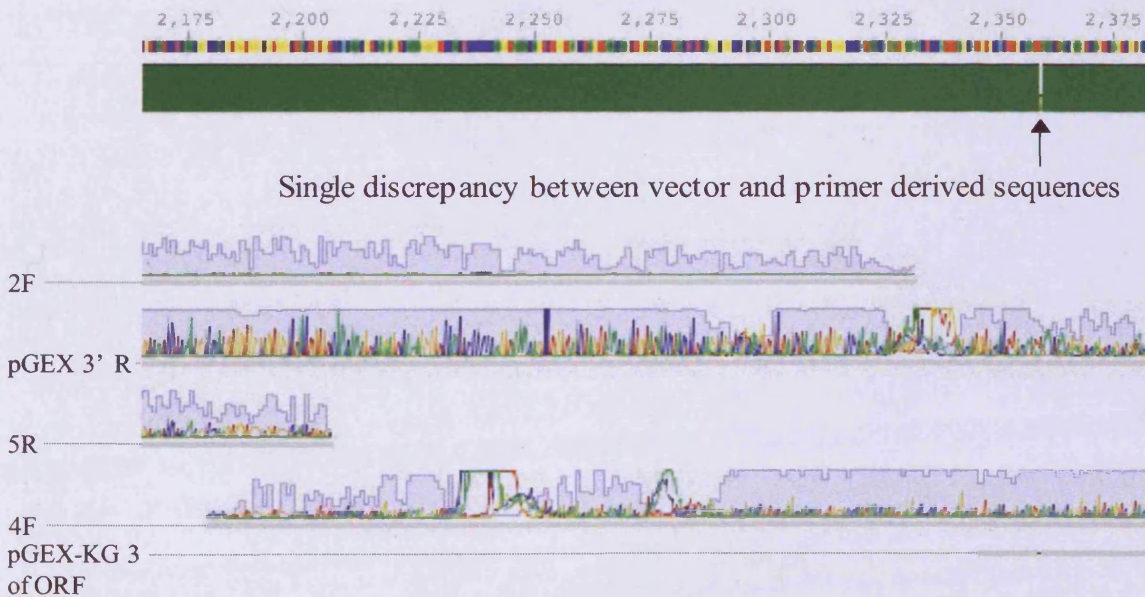 2,175 2,200 2,225 2,250 2,275 2,300 2,325 2,350 2,375
Single discrepancy between vector and primer derived sequences
2F
pGEX 3’ R
5R
4F
pGEX-KG 3
of ORF